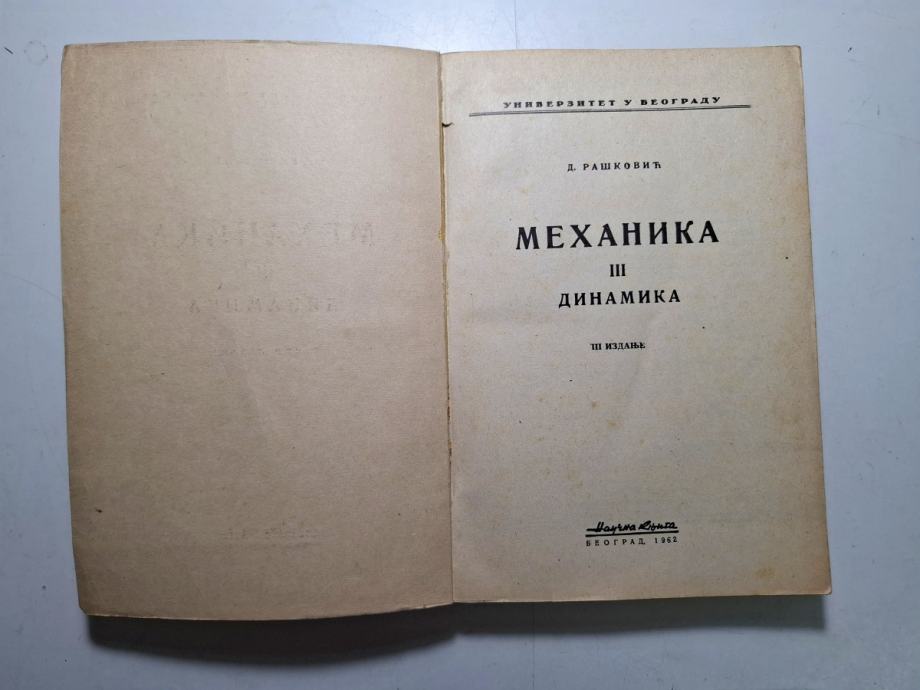 УНИВЕРЗИТЕТ У БЕОГРАДУ
Д. РАШКОВИЋ
МЕХАНИКА
III
ДИНАМИКА
III ИЗДАЊЕ
Научна књига
БЕОГРАД, 1962